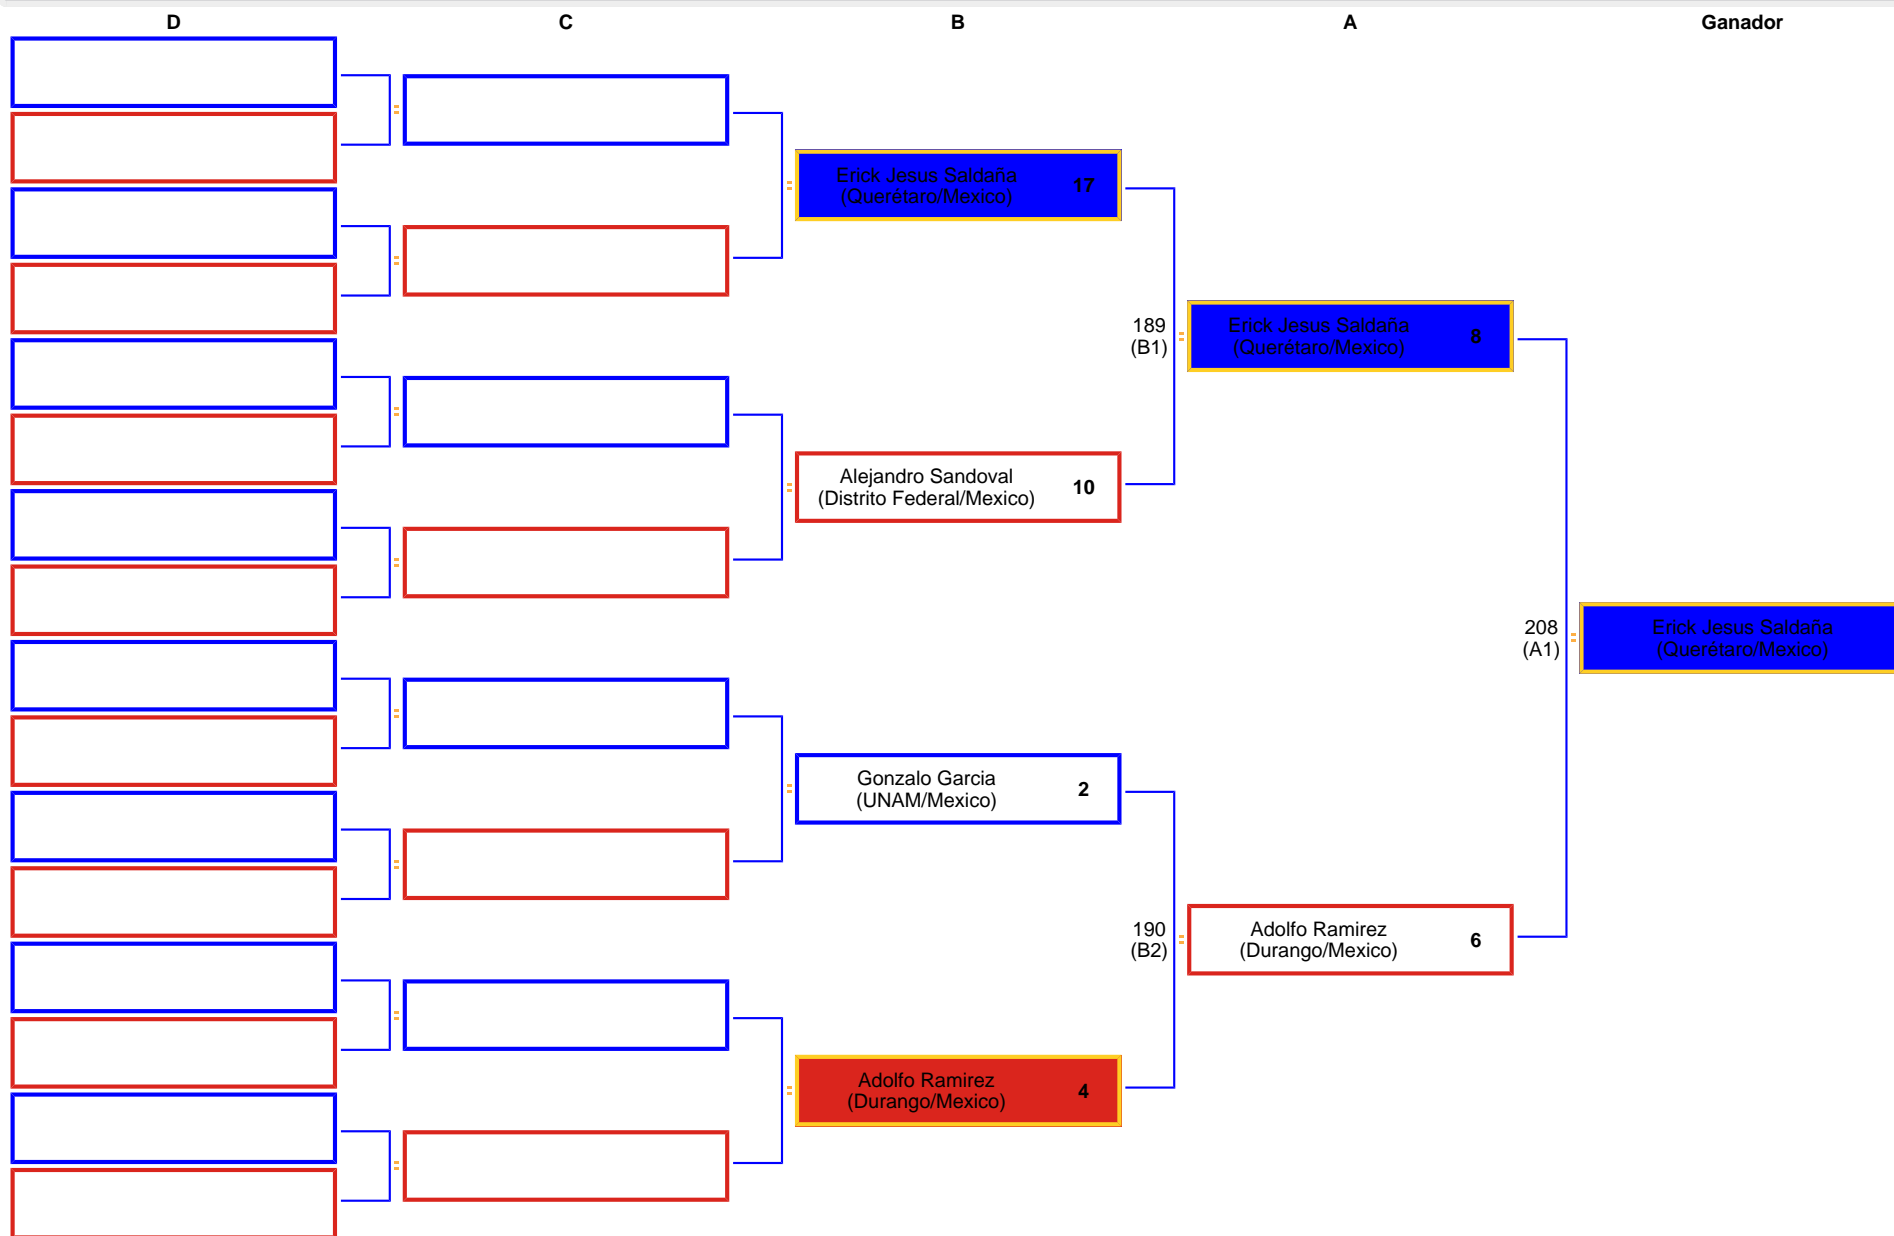 D C B A Ganador
Erick Jesus Saldaña
(Querétaro/Mexico)
17
189
(B1)
Erick Jesus Saldaña
(Querétaro/Mexico)
8
Alejandro Sandoval
(Distrito Federal/Mexico)
10
208
(A1)
Erick Jesus Saldaña
(Querétaro/Mexico)
Gonzalo Garcia
(UNAM/Mexico)
2
190
(B2)
Adolfo Ramirez
(Durango/Mexico)
6
Adolfo Ramirez
(Durango/Mexico)
4